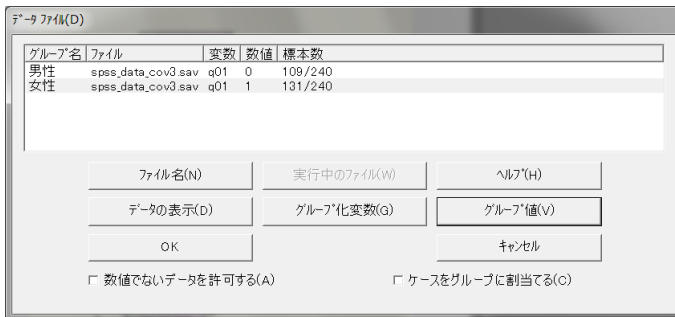 ﾃﾞｰﾀ ﾌｧｲﾙ(D)
ｸﾞﾙｰﾌﾟ名 ﾌｧｲﾙ 変数 数値 標本数
男性 spss_data_cov3.sav q01 0 109/240
女性 spss_data_cov3.sav q01 1 131/240
ﾌｧｲﾙ名(N) 実行中のﾌｧｲﾙ(W) ﾍﾙﾌﾟ(H)
ﾃﾞｰﾀの表示(D) ｸﾞﾙｰﾌﾟ化変数(G) ｸﾞﾙｰﾌﾟ値(V)
OK ｷｬﾝｾﾙ
数値でないデータを許可する(A) ケースをグループに割当てる(C)